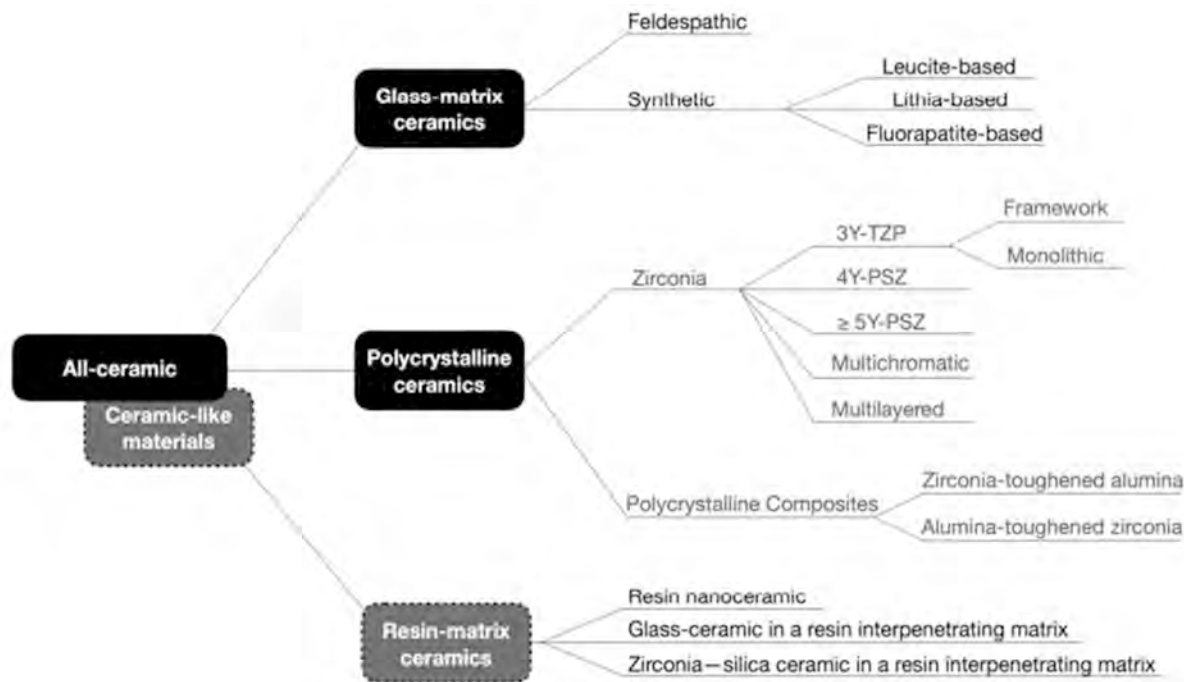 Feldespathic
Glass-matrix
ceramics
Synthetic
Leucite-based
Lithia-based
Fluorapatite-based
All-ceramic
Ceramic-like
materials
Polycrystalline
ceramics
Zirconia
3Y-TZP
Framework
Monolithic
4Y-PSZ
≥ 5Y-PSZ
Multichromatic
Multilayered
Polycrystalline Composites
Zirconia-toughened alumina
Alumina-toughened zirconia
Resin-matrix
ceramics
Resin nanoceramic
Glass-ceramic in a resin interpenetrating matrix
Zirconia—silica ceramic in a resin interpenetrating matrix